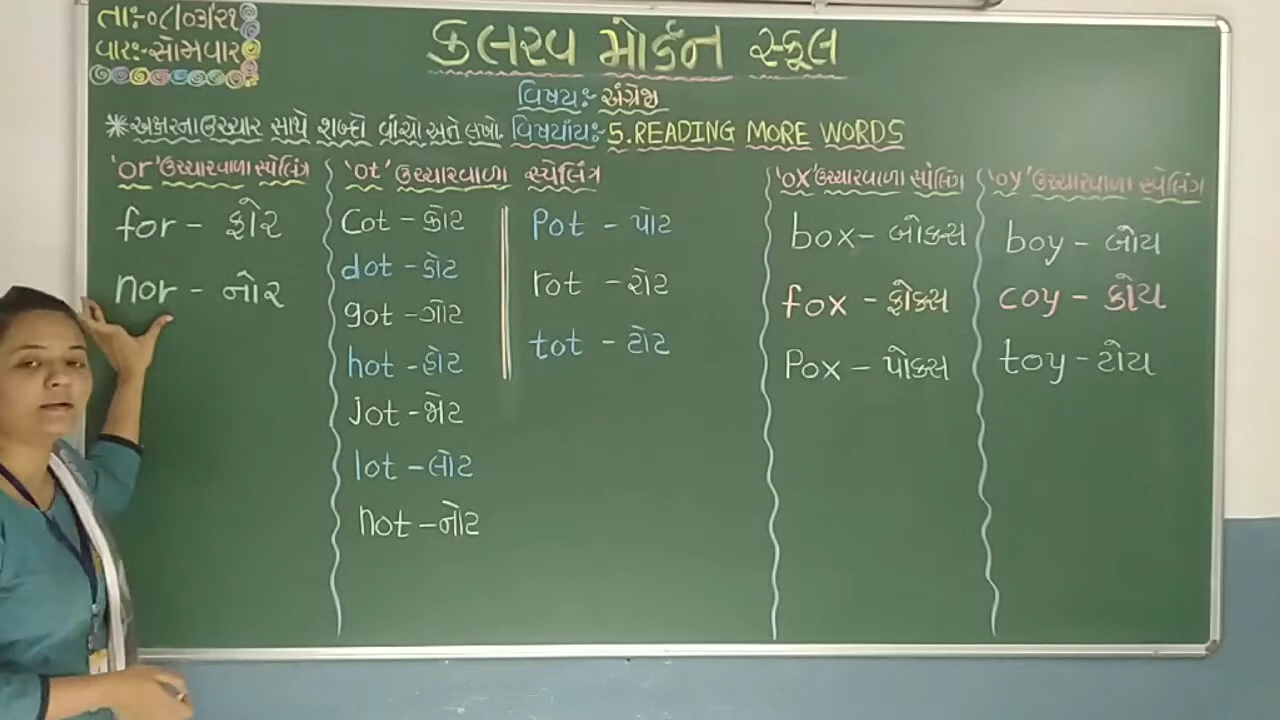 તાઃ-૦૮/૦૩/૨૧
વારઃ-સોમવાર
કલરવ મોર્ડન સ્કૂલ
વિષયઃ- અંગ્રેજી
*અક્ષરના ઉચ્ચાર સાથે શબ્દો વાંચો અને લખો. વિષયાંચઃ- 5.READING MORE WORDS
'or' ઉચ્ચારવાળા સ્પેલિંગ
for - ફોર
nor - નોર
'ot' ઉચ્ચારવાળા સ્પેલિંગ
Cot - કોટ
dot - ડોટ
got - ગોટ
hot - હોટ
jot - જોટ
lot - લોટ
not - નોટ
Pot - પોટ
rot - રોટ
tot - ટોટ
'ox' ઉચ્ચારવાળા સ્પેલિંગ
box - બોક્સ
fox - ફોક્સ
Pox - પોક્સ
'oy' ઉચ્ચારવાળા સ્પેલિંગ
boy - બોય
coy - કોય
toy - ટોય